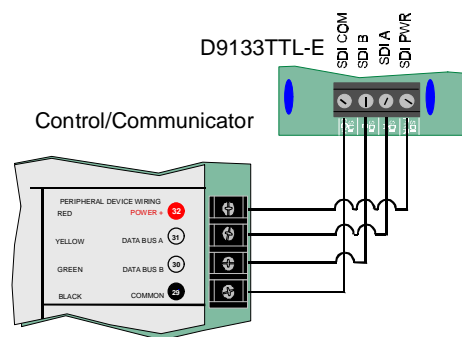 D9133TTL-E
SDI COM
SDI B
SDI A
SDI PWR
Control/Communicator
PERIPHERAL DEVICE WIRING
RED POWER + 32
YELLOW DATA BUS A 31
GREEN DATA BUS B 30
BLACK COMMON 29